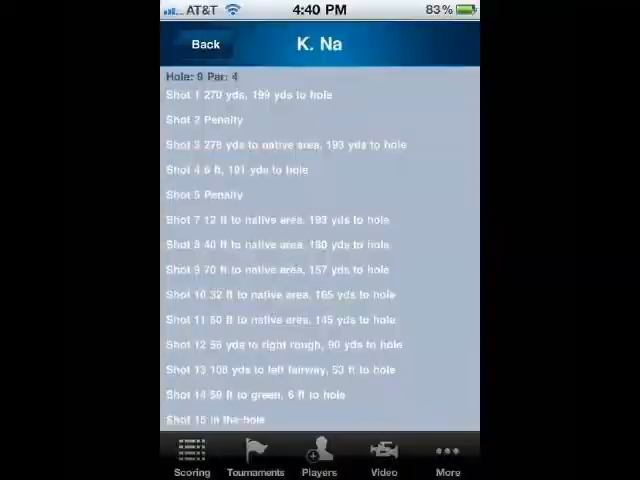 AT&T 4:40 PM 83%
Back K. Na
Hole: 9 Par: 4
Shot 1 270 yds, 199 yds to hole
Shot 2 Penalty
Shot 3 278 yds to native area, 193 yds to hole
Shot 4 6 ft, 191 yds to hole
Shot 5 Penalty
Shot 7 12 ft to native area, 193 yds to hole
Shot 8 40 ft to native area, 180 yds to hole
Shot 9 70 ft to native area, 157 yds to hole
Shot 10 32 ft to native area, 165 yds to hole
Shot 11 60 ft to native area, 145 yds to hole
Shot 12 56 yds to right rough, 90 yds to hole
Shot 13 108 yds to left fairway, 53 ft to hole
Shot 14 59 ft to green, 6 ft to hole
Shot 15 in the hole
Scoring Tournaments Players Video More